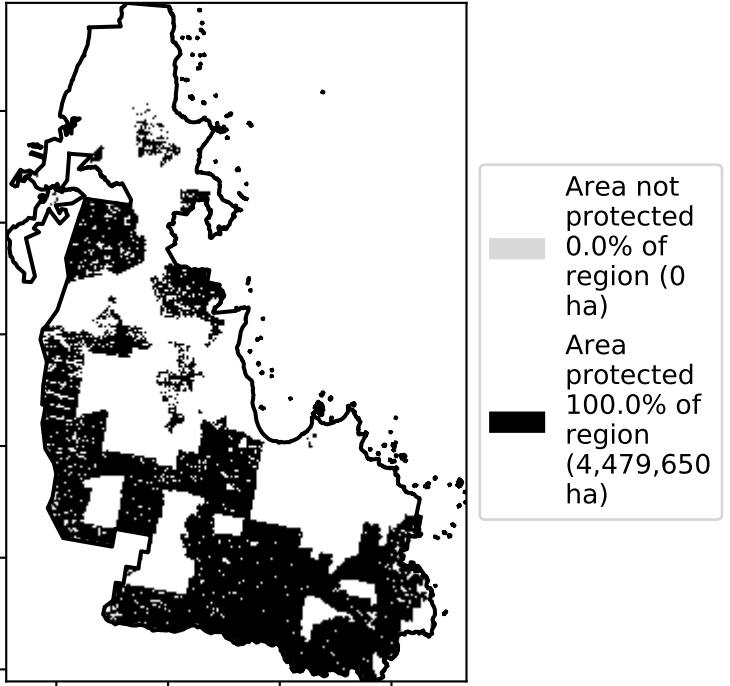 Area not
protected
0.0% of
region (0
ha)
Area
protected
100.0% of
region
(4,479,650
ha)